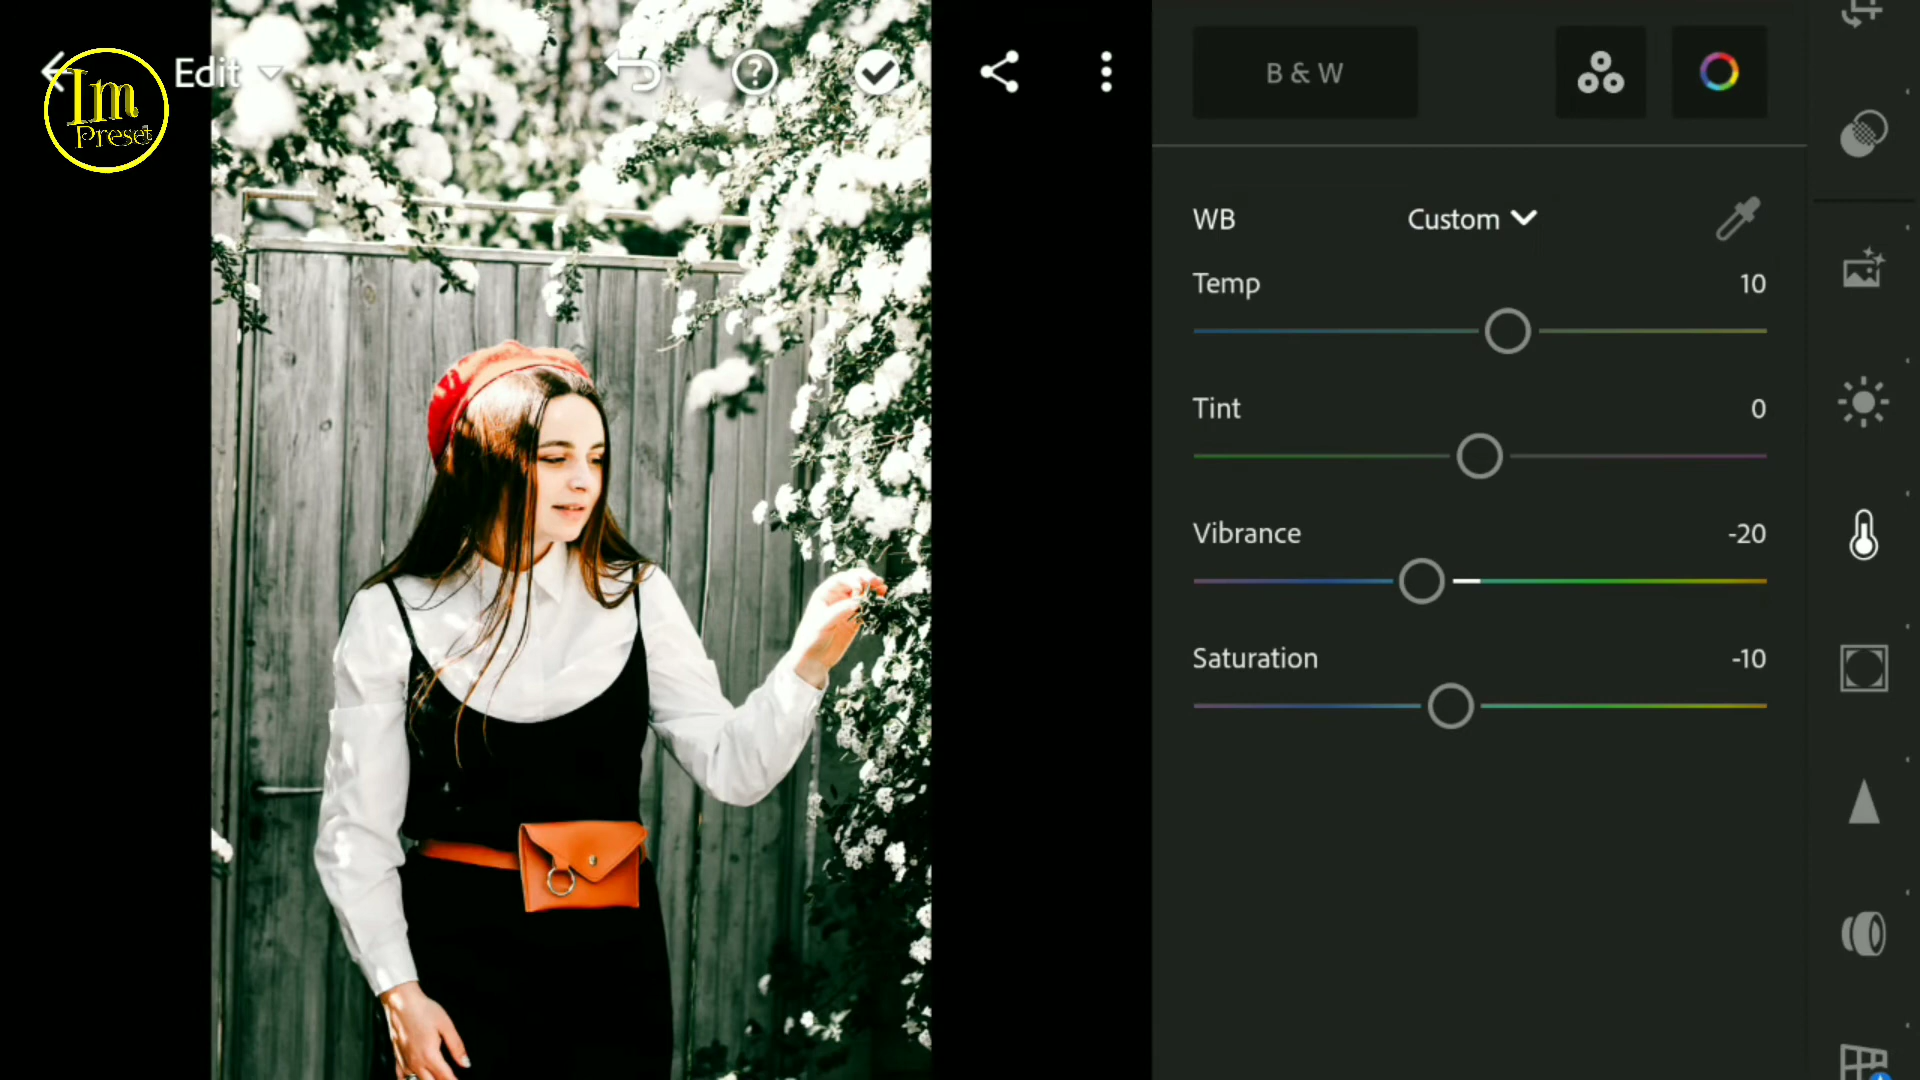 Edit
Im
Preset
B & W
WB
Custom
Temp
10
Tint
0
Vibrance
-20
Saturation
-10